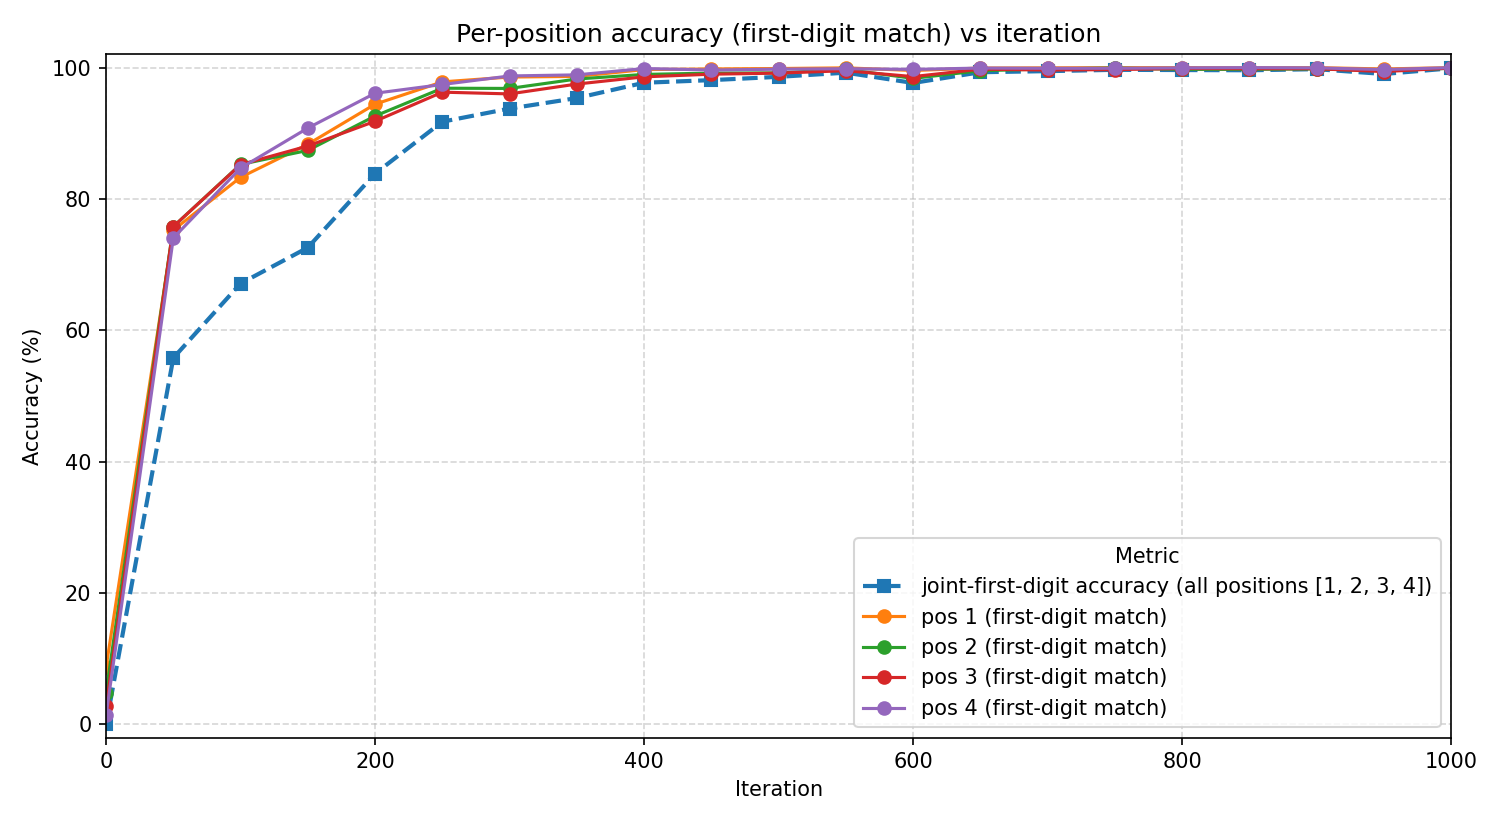 Per-position accuracy (first-digit match) vs iteration
100
80
60
40
20
0
Accuracy (%)
Metric
joint-first-digit accuracy (all positions [1, 2, 3, 4])
pos 1 (first-digit match)
pos 2 (first-digit match)
pos 3 (first-digit match)
pos 4 (first-digit match)
0 200 400 600 800 1000
Iteration